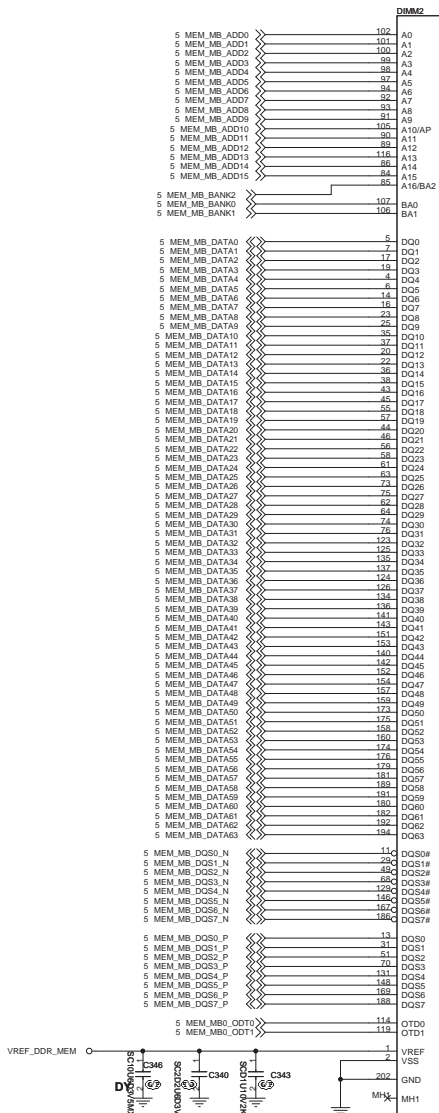 DIMM2
5 MEM_MB_ADD0 102 A0
5 MEM_MB_ADD1 101 A1
5 MEM_MB_ADD2 100 A2
5 MEM_MB_ADD3 99 A3
5 MEM_MB_ADD4 98 A4
5 MEM_MB_ADD5 97 A5
5 MEM_MB_ADD6 94 A6
5 MEM_MB_ADD7 92 A7
5 MEM_MB_ADD8 93 A8
5 MEM_MB_ADD9 91 A9
5 MEM_MB_ADD10 105 A10/AP
5 MEM_MB_ADD11 90 A11
5 MEM_MB_ADD12 89 A12
5 MEM_MB_ADD13 116 A13
5 MEM_MB_ADD14 86 A14
5 MEM_MB_ADD15 84 A15
5 MEM_MB_BANK2 85 A16/BA2
5 MEM_MB_BANK0 107 BA0
5 MEM_MB_BANK1 106 BA1
5 MEM_MB_DATA0 5 DQ0
5 MEM_MB_DATA1 7 DQ1
5 MEM_MB_DATA2 17 DQ2
5 MEM_MB_DATA3 19 DQ3
5 MEM_MB_DATA4 4 DQ4
5 MEM_MB_DATA5 6 DQ5
5 MEM_MB_DATA6 14 DQ6
5 MEM_MB_DATA7 16 DQ7
5 MEM_MB_DATA8 23 DQ8
5 MEM_MB_DATA9 25 DQ9
5 MEM_MB_DATA10 35 DQ10
5 MEM_MB_DATA11 37 DQ11
5 MEM_MB_DATA12 20 DQ12
5 MEM_MB_DATA13 22 DQ13
5 MEM_MB_DATA14 36 DQ14
5 MEM_MB_DATA15 38 DQ15
5 MEM_MB_DATA16 43 DQ16
5 MEM_MB_DATA17 45 DQ17
5 MEM_MB_DATA18 55 DQ18
5 MEM_MB_DATA19 57 DQ19
5 MEM_MB_DATA20 44 DQ20
5 MEM_MB_DATA21 46 DQ21
5 MEM_MB_DATA22 56 DQ22
5 MEM_MB_DATA23 58 DQ23
5 MEM_MB_DATA24 61 DQ24
5 MEM_MB_DATA25 63 DQ25
5 MEM_MB_DATA26 73 DQ26
5 MEM_MB_DATA27 75 DQ27
5 MEM_MB_DATA28 62 DQ28
5 MEM_MB_DATA29 64 DQ29
5 MEM_MB_DATA30 74 DQ30
5 MEM_MB_DATA31 76 DQ31
5 MEM_MB_DATA32 123 DQ32
5 MEM_MB_DATA33 125 DQ33
5 MEM_MB_DATA34 135 DQ34
5 MEM_MB_DATA35 137 DQ35
5 MEM_MB_DATA36 124 DQ36
5 MEM_MB_DATA37 126 DQ37
5 MEM_MB_DATA38 134 DQ38
5 MEM_MB_DATA39 136 DQ39
5 MEM_MB_DATA40 141 DQ40
5 MEM_MB_DATA41 143 DQ41
5 MEM_MB_DATA42 151 DQ42
5 MEM_MB_DATA43 153 DQ43
5 MEM_MB_DATA44 140 DQ44
5 MEM_MB_DATA45 142 DQ45
5 MEM_MB_DATA46 152 DQ46
5 MEM_MB_DATA47 154 DQ47
5 MEM_MB_DATA48 157 DQ48
5 MEM_MB_DATA49 159 DQ49
5 MEM_MB_DATA50 173 DQ50
5 MEM_MB_DATA51 175 DQ51
5 MEM_MB_DATA52 158 DQ52
5 MEM_MB_DATA53 160 DQ53
5 MEM_MB_DATA54 174 DQ54
5 MEM_MB_DATA55 176 DQ55
5 MEM_MB_DATA56 179 DQ56
5 MEM_MB_DATA57 181 DQ57
5 MEM_MB_DATA58 189 DQ58
5 MEM_MB_DATA59 191 DQ59
5 MEM_MB_DATA60 180 DQ60
5 MEM_MB_DATA61 182 DQ61
5 MEM_MB_DATA62 192 DQ62
5 MEM_MB_DATA63 194 DQ63
5 MEM_MB_DQS0_N 11 DQS0#
5 MEM_MB_DQS1_N 29 DQS1#
5 MEM_MB_DQS2_N 49 DQS2#
5 MEM_MB_DQS3_N 68 DQS3#
5 MEM_MB_DQS4_N 129 DQS4#
5 MEM_MB_DQS5_N 146 DQS5#
5 MEM_MB_DQS6_N 167 DQS6#
5 MEM_MB_DQS7_N 186 DQS7#
5 MEM_MB_DQS0_P 13 DQS0
5 MEM_MB_DQS1_P 31 DQS1
5 MEM_MB_DQS2_P 51 DQS2
5 MEM_MB_DQS3_P 70 DQS3
5 MEM_MB_DQS4_P 131 DQS4
5 MEM_MB_DQS5_P 148 DQS5
5 MEM_MB_DQS6_P 169 DQS6
5 MEM_MB_DQS7_P 188 DQS7
5 MEM_MB0_ODT0 114 OTD0
5 MEM_MB0_ODT1 119 OTD1
VREF_DDR_MEM 1 VREF
2 VSS
C346
C340
C343
202 GND
DY
MH1 MH1